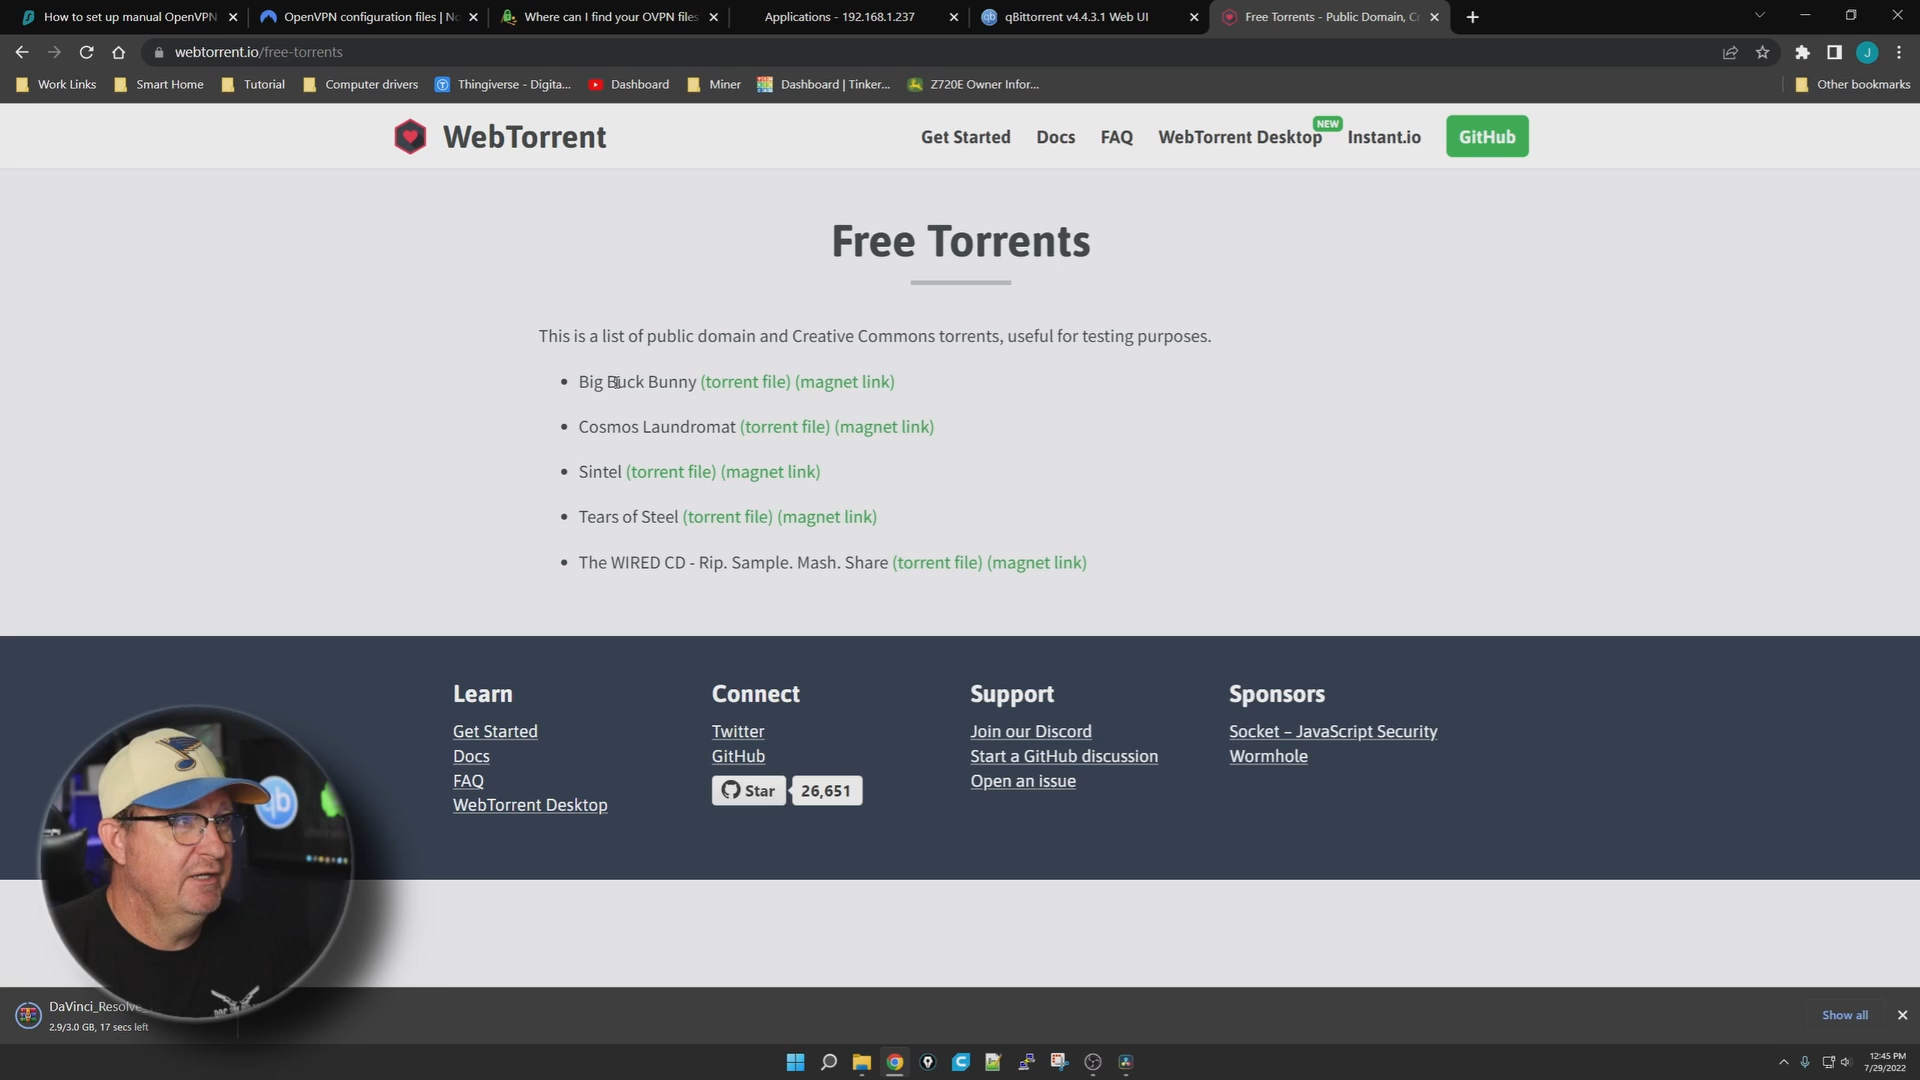 How to set up manual OpenVPN
OpenVPN configuration files | No
Where can I find your OVPN files
Applications - 192.168.1.237
qBittorrent v4.4.3.1 Web UI
Free Torrents - Public Domain, Cr
webtorrent.io/free-torrents
Work Links
Smart Home
Tutorial
Computer drivers
Thingiverse - Digita...
Dashboard
Miner
Dashboard | Tinker...
Z720E Owner Infor...
Other bookmarks
J
WebTorrent
Get Started
Docs
FAQ
WebTorrent Desktop
NEW
Instant.io
GitHub
Free Torrents
This is a list of public domain and Creative Commons torrents, useful for testing purposes.
Big Buck Bunny (torrent file) (magnet link)
Cosmos Laundromat (torrent file) (magnet link)
Sintel (torrent file) (magnet link)
Tears of Steel (torrent file) (magnet link)
The WIRED CD - Rip. Sample. Mash. Share (torrent file) (magnet link)
Learn
Get Started
Docs
FAQ
WebTorrent Desktop
Connect
Twitter
GitHub
Star 26,651
Support
Join our Discord
Start a GitHub discussion
Open an issue
Sponsors
Socket – JavaScript Security
Wormhole
qb
DaVinci_Resolve_
2.9/3.0 GB, 17 secs left
Show all
12:45 PM
7/29/2022